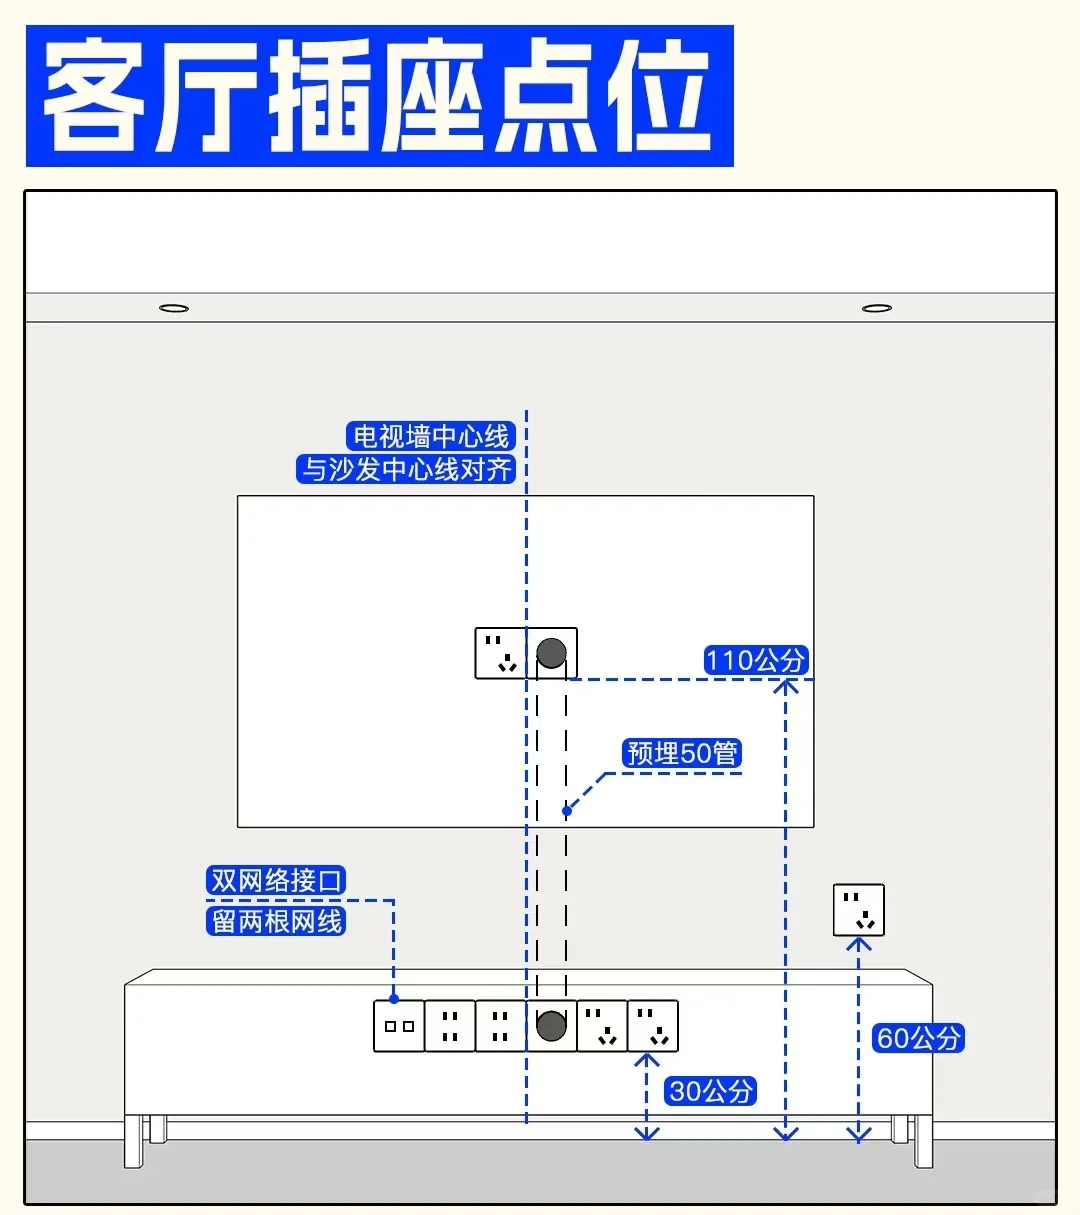 客厅插座点位
电视墙中心线
与沙发中心线对齐
110公分
预埋50管
双网络接口
留两根网线
60公分
30公分